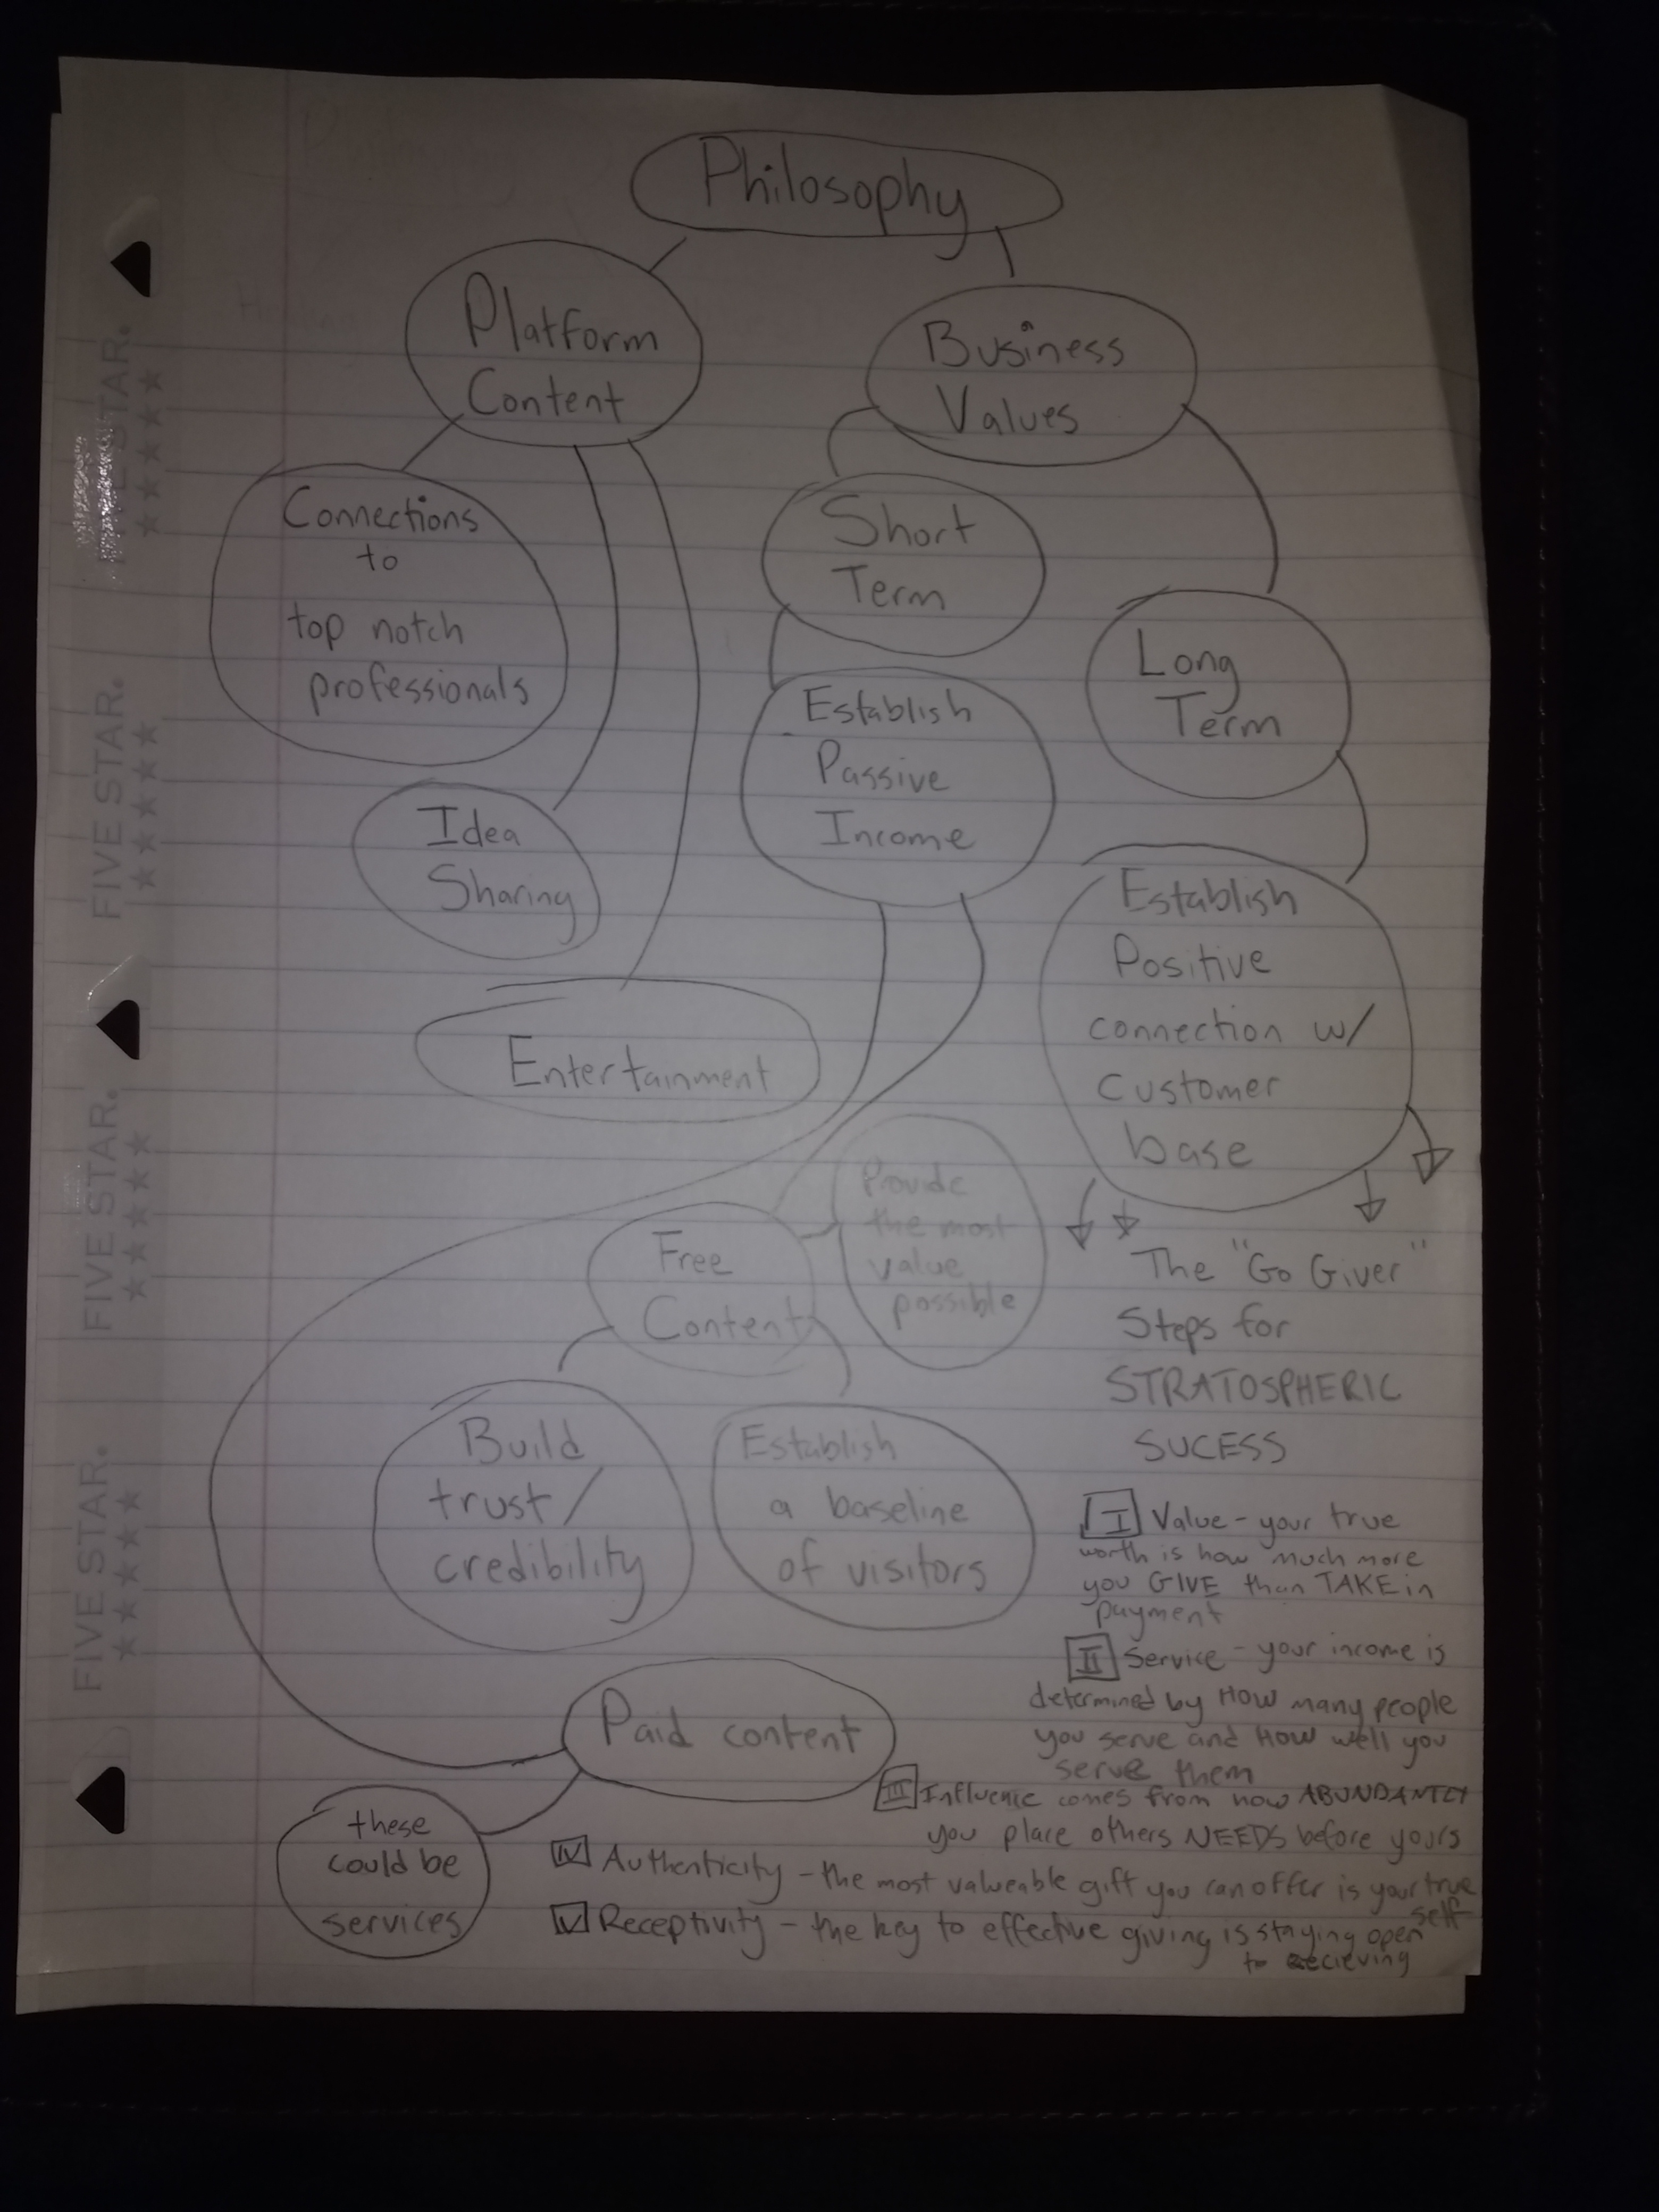 Philosophy
Platform
Content
Business
Values
Connections
to
top notch
professionals
Short
Term
Long
Term
Establish
Passive
Income
Idea
Sharing
Establish
Positive
connection w/
Customer
base
Entertainment
Provide
the most
value
possible
Free
Content
The "Go Giver"
Steps for
STRATOSPHERIC
SUCESS
Build
trust/
credibility
Establish
a baseline
of visitors
I Value - your true
worth is how much more
you GIVE than TAKE in
payment
II Service - your income is
determined by HOW many people
you serve and HOW well you
serve them
Paid content
III Influence comes from how ABUNDANTLY
you place others NEEDS before yours
these
could be
services
IV Authenticity - the most valueable gift you can offer is your true
self
IV Receptivity - the key to effective giving is staying open
to recieving
FIVE STAR.
FIVE STAR.
FIVE STAR.
FIVE STAR.